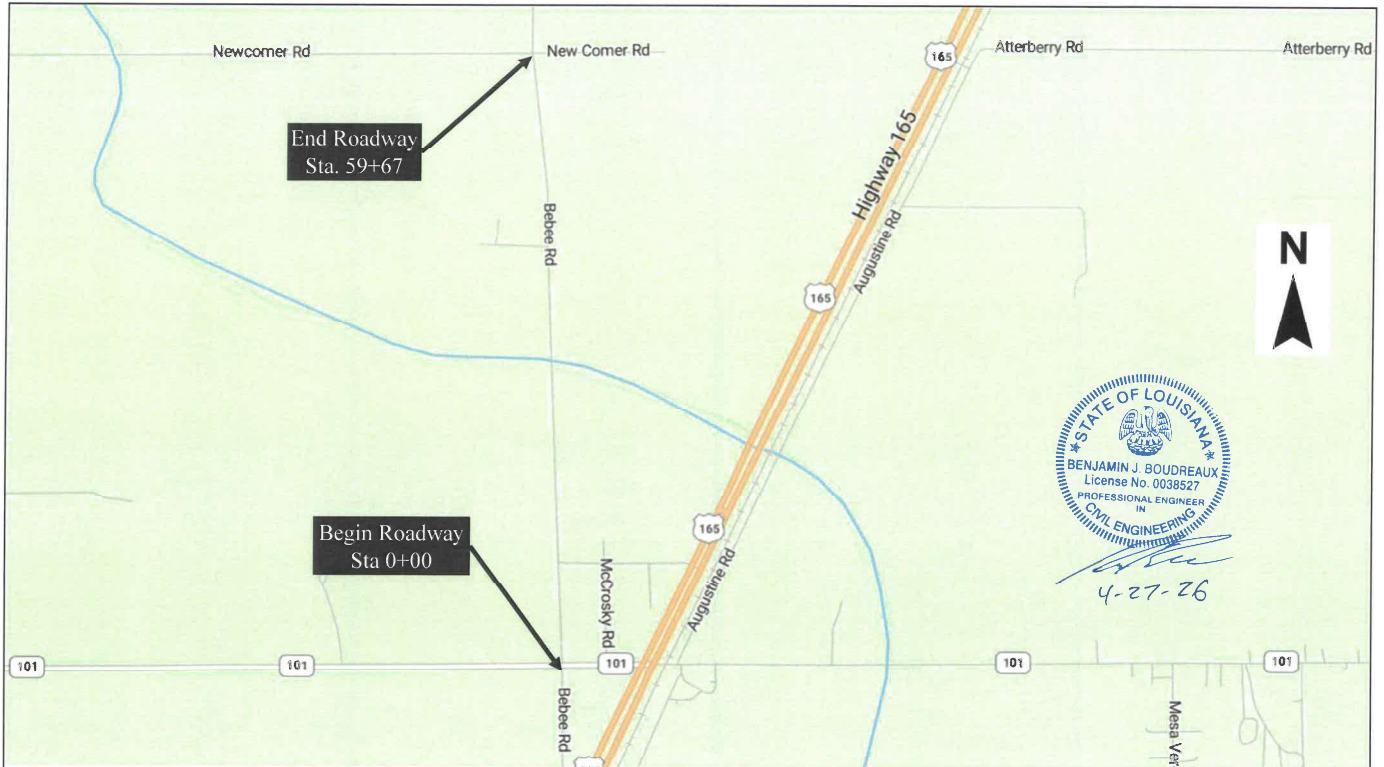 Newcomer Rd
New Comer Rd
165
Atterberry Rd
Atterberry Rd
End Roadway
Sta. 59+67
Highway 165
Bebee Rd
Augustine Rd
N
165
STATE OF LOUISIANA
BENJAMIN J. BOUDREAUX
License No. 0038527
PROFESSIONAL ENGINEER
IN
CIVIL ENGINEERING
4-27-26
Begin Roadway
Sta 0+00
165
McCrosky Rd
Augustine Rd
101
101
101
101
101
Bebee Rd
Mesa Ver